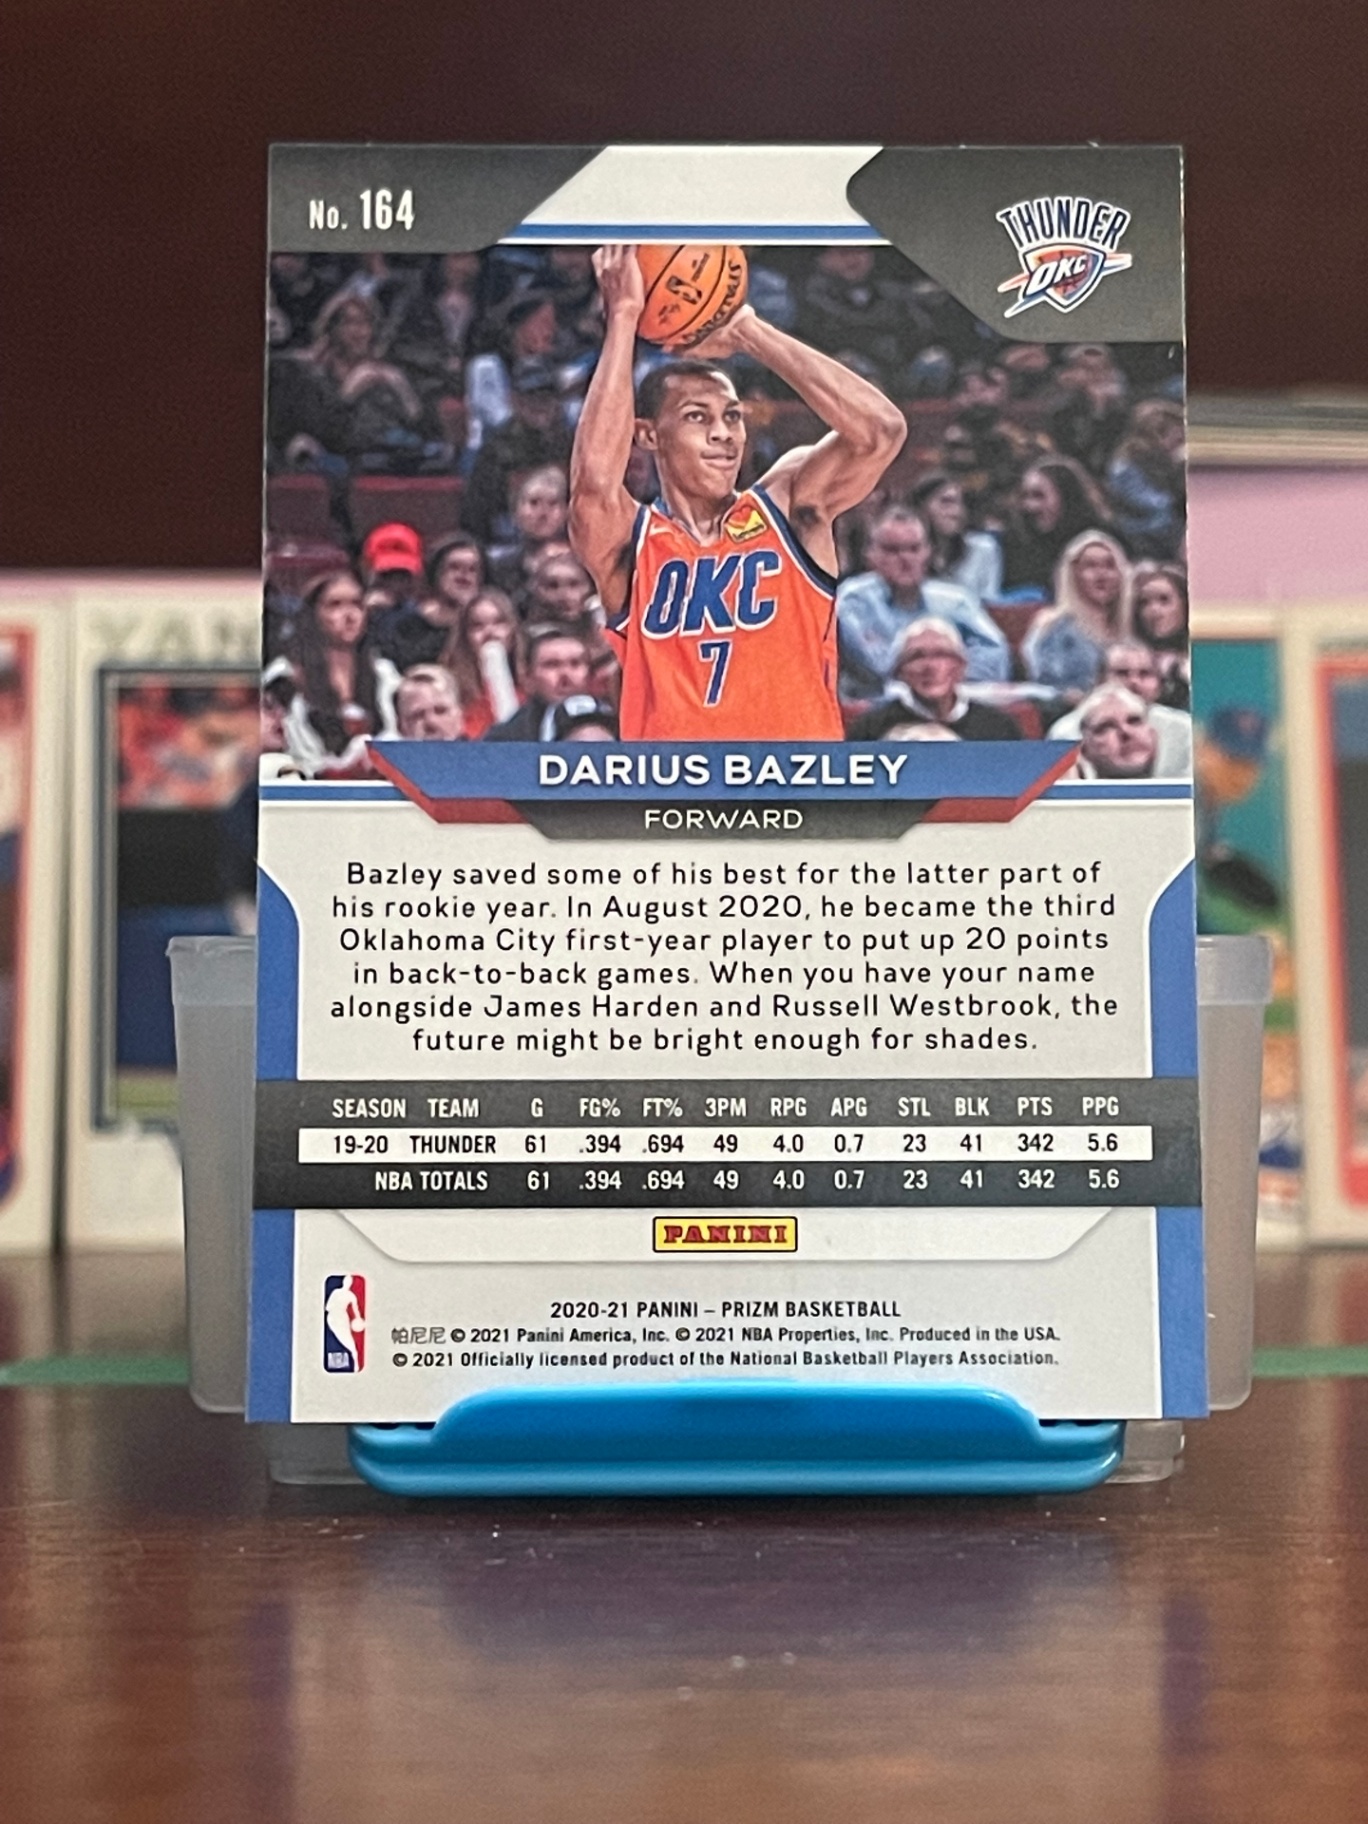 No. 164
THUNDER
OKC
OKC
7
DARIUS BAZLEY
FORWARD
Bazley saved some of his best for the latter part of
his rookie year. In August 2020, he became the third
Oklahoma City first-year player to put up 20 points
in back-to-back games. When you have your name
alongside James Harden and Russell Westbrook, the
future might be bright enough for shades.
SEASON TEAM G FG% FT% 3PM RPG APG STL BLK PTS PPG
19-20 THUNDER 61 .394 .694 49 4.0 0.7 23 41 342 5.6
NBA TOTALS 61 .394 .694 49 4.0 0.7 23 41 342 5.6
PANINI
NBA
2020-21 PANINI – PRIZM BASKETBALL
帕尼尼 © 2021 Panini America, Inc. © 2021 NBA Properties, Inc. Produced in the USA.
© 2021 Officially licensed product of the National Basketball Players Association.